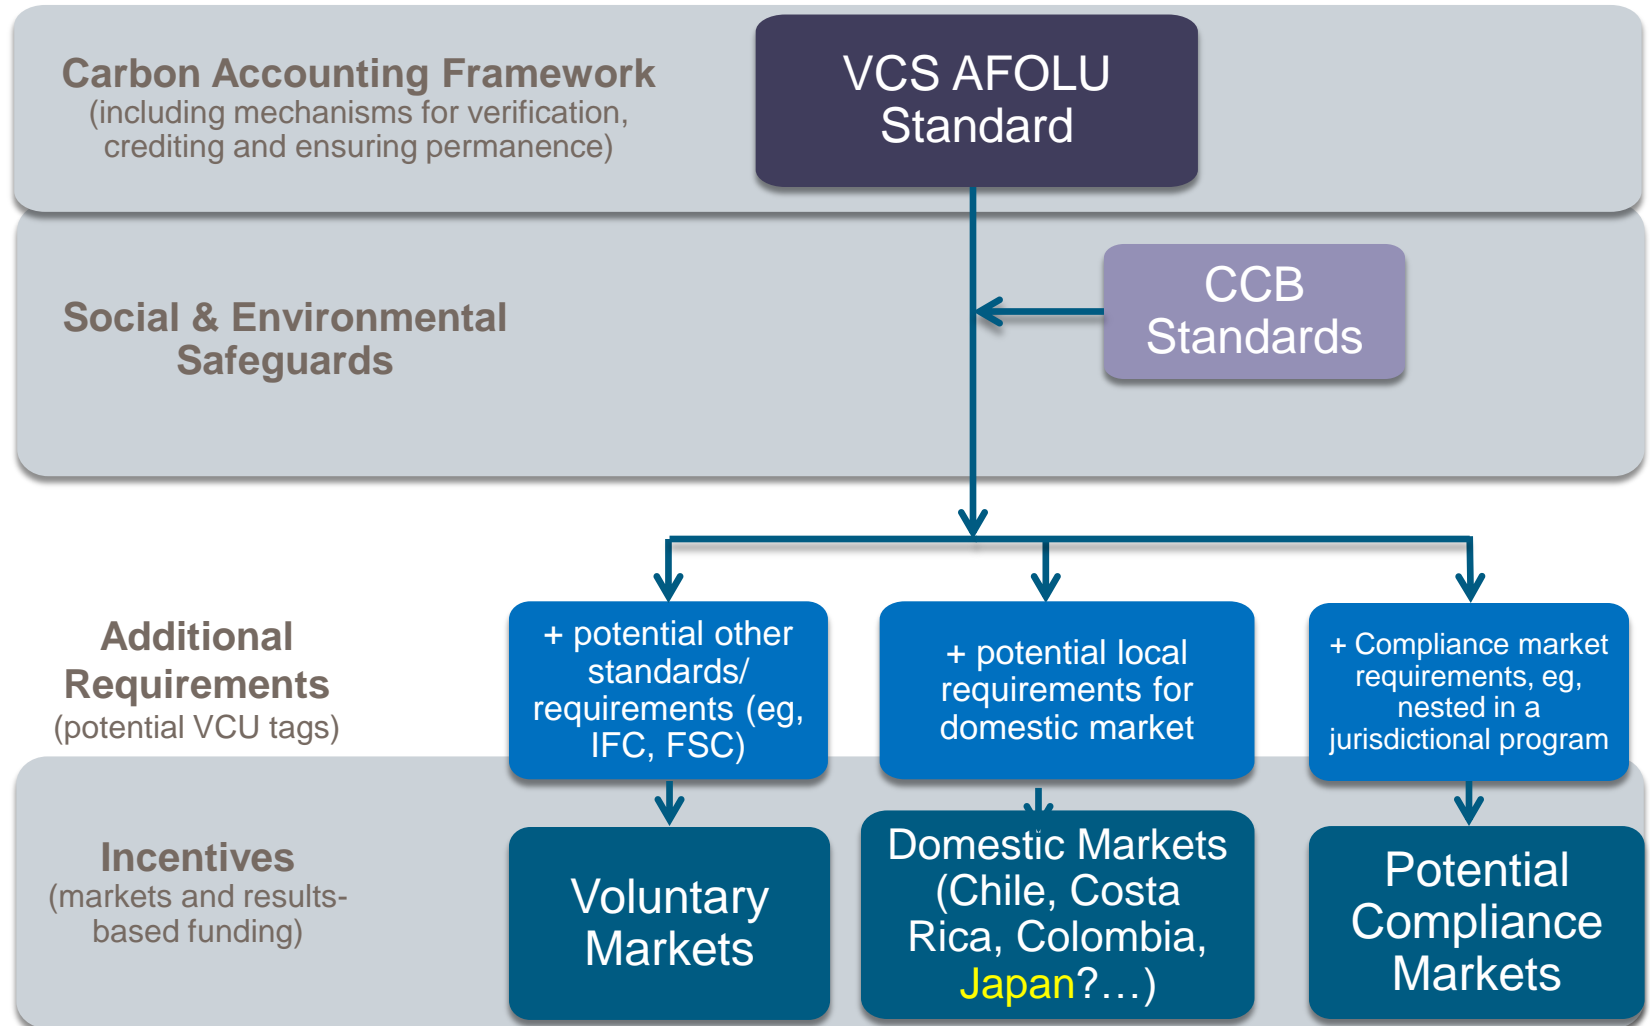 Carbon Accounting Framework
(including mechanisms for verification,
crediting and ensuring permanence)
VCS AFOLU
Standard
Social & Environmental
Safeguards
CCB
Standards
Additional
Requirements
(potential VCU tags)
+ potential other
standards/
requirements (eg,
IFC, FSC)
+ potential local
requirements for
domestic market
+ Compliance market
requirements, eg,
nested in a
jurisdictional program
Incentives
(markets and results-
based funding)
Voluntary
Markets
Domestic Markets
(Chile, Costa
Rica, Colombia,
Japan?…)
Potential
Compliance
Markets